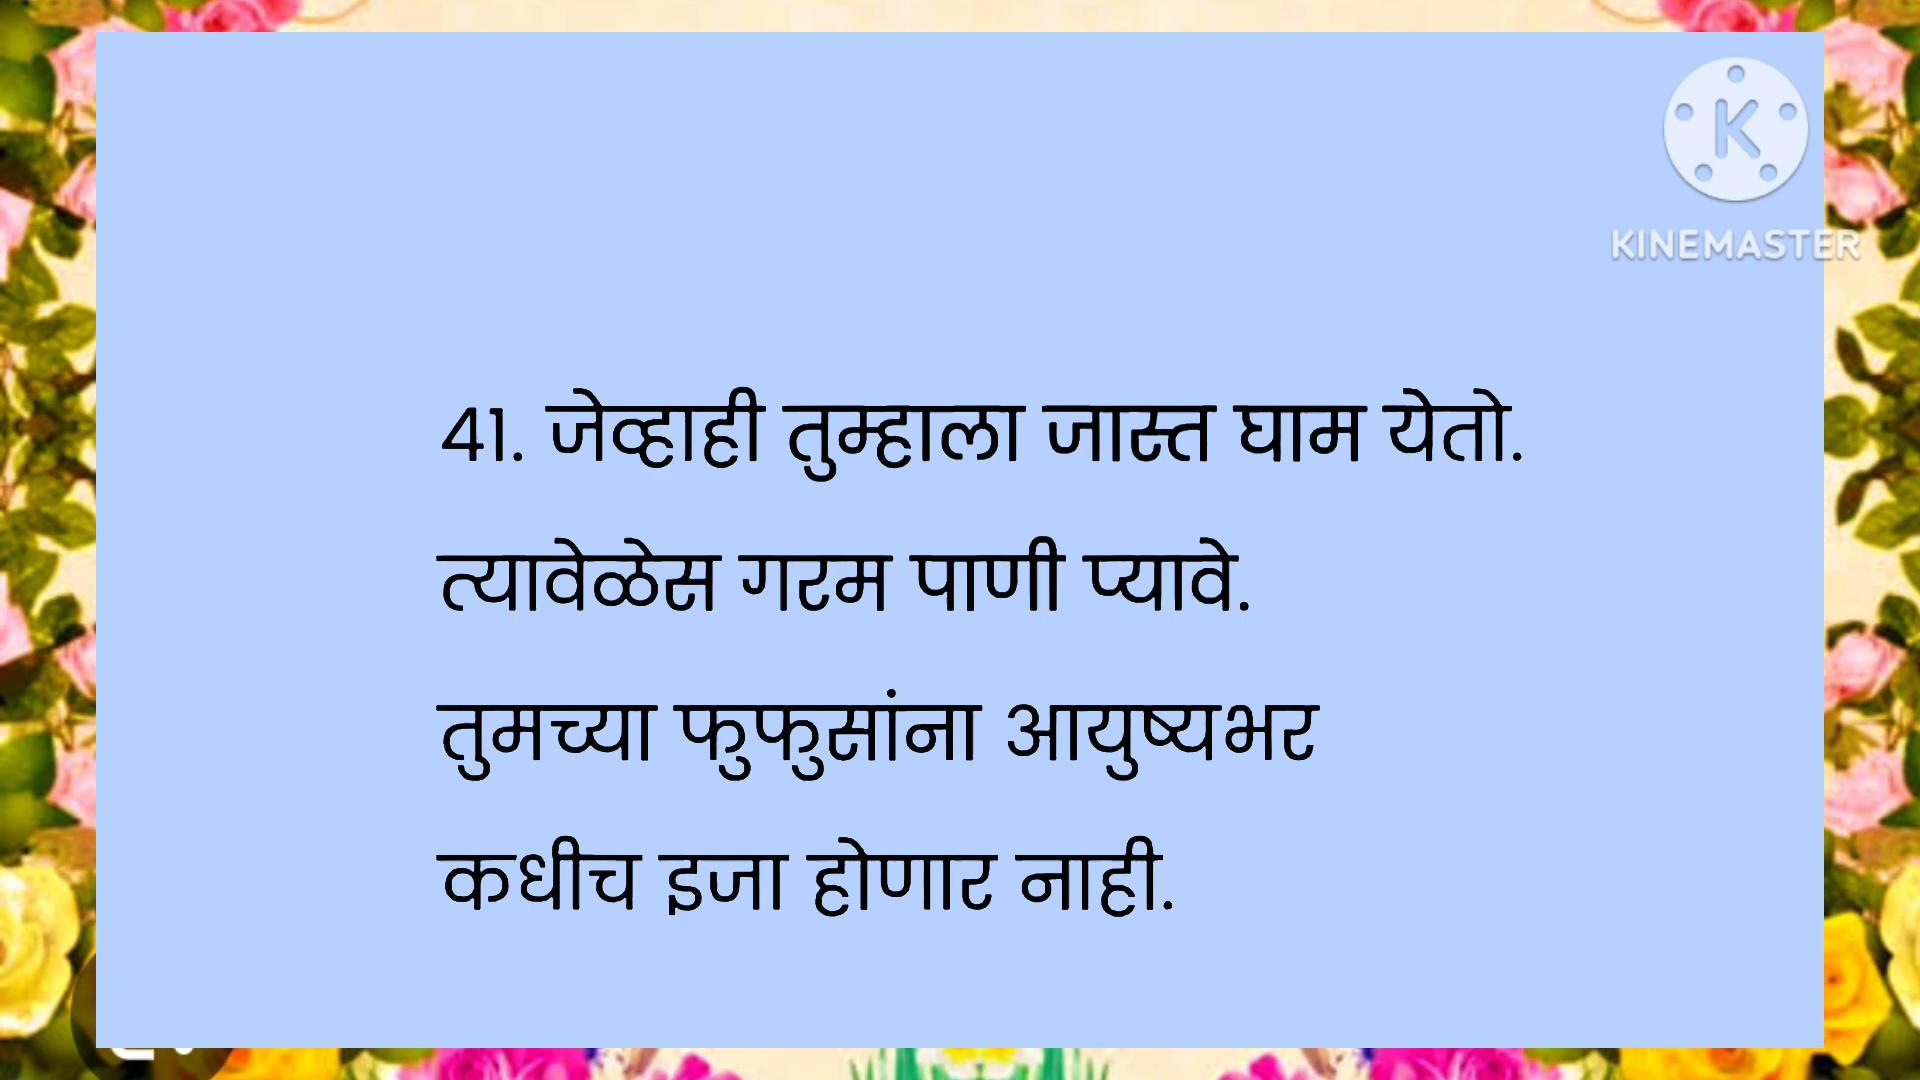 KINEMASTER
41. जेव्हाही तुम्हाला जास्त घाम येतो.
त्यावेळेस गरम पाणी प्यावे.
तुमच्या फुफुसांना आयुष्यभर
कधीच इजा होणार नाही.